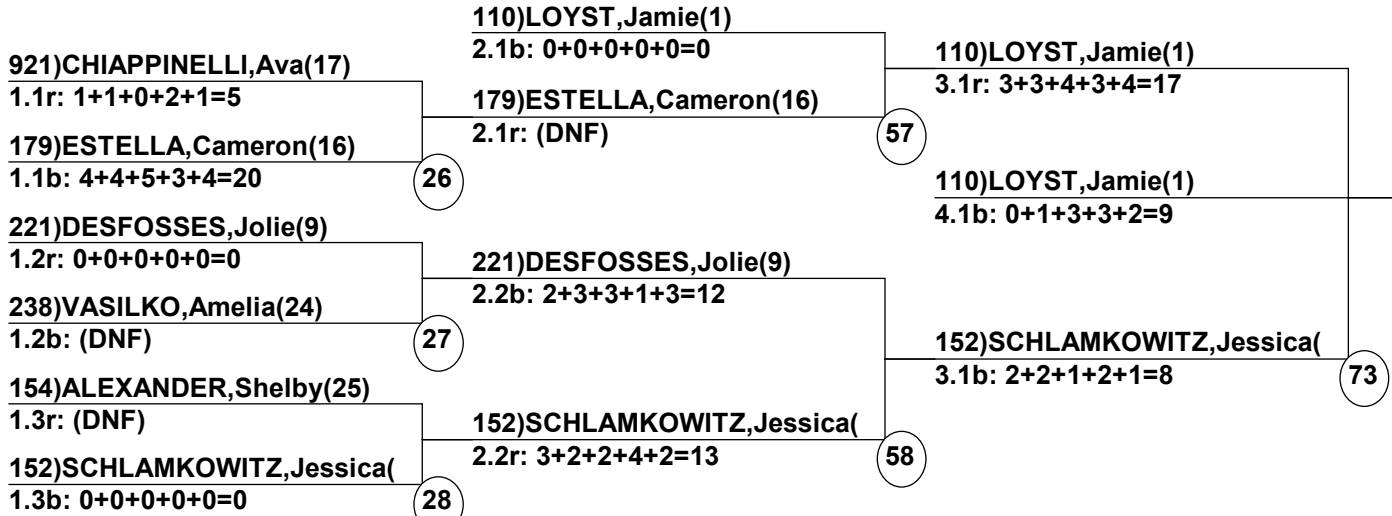 921)CHIAPPINELLI,Ava(17)
1.1r: 1+1+0+2+1=5
179)ESTELLA,Cameron(16)
1.1b: 4+4+5+3+4=20
26
221)DESFOSSES,Jolie(9)
1.2r: 0+0+0+0+0=0
238)VASILKO,Amelia(24)
1.2b: (DNF)
27
154)ALEXANDER,Shelby(25)
1.3r: (DNF)
152)SCHLAMKOWITZ,Jessica(
1.3b: 0+0+0+0+0=0
28
110)LOYST,Jamie(1)
2.1b: 0+0+0+0+0=0
179)ESTELLA,Cameron(16)
2.1r: (DNF)
57
221)DESFOSSES,Jolie(9)
2.2b: 2+3+3+1+3=12
152)SCHLAMKOWITZ,Jessica(
2.2r: 3+2+2+4+2=13
58
110)LOYST,Jamie(1)
3.1r: 3+3+4+3+4=17
110)LOYST,Jamie(1)
4.1b: 0+1+3+3+2=9
152)SCHLAMKOWITZ,Jessica(
3.1b: 2+2+1+2+1=8
73